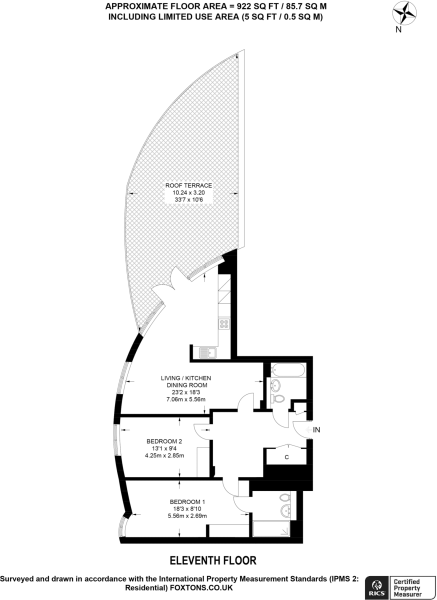 APPROXIMATE FLOOR AREA = 922 SQ FT / 85.7 SQ M
INCLUDING LIMITED USE AREA (5 SQ FT / 0.5 SQ M)
N
ROOF TERRACE
10.24 x 3.20
33'7 x 10'6
LIVING / KITCHEN
DINING ROOM
23'2 x 18'3
7.06m x 5.56m
IN
BEDROOM 2
13'1 x 9'4
4.25m x 2.85m
C
BEDROOM 1
18'3 x 8'10
5.56m x 2.69m
ELEVENTH FLOOR
Surveyed and drawn in accordance with the International Property Measurement Standards (IPMS 2:
Residential) FOXTONS.CO.UK
RICS
Certified
Property
Measurer